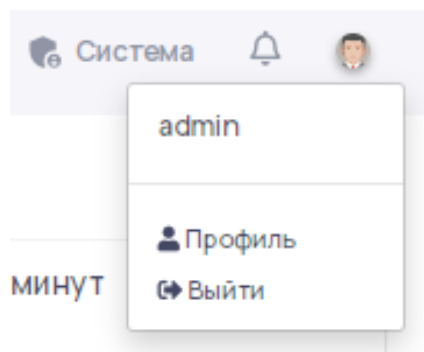 Система
admin
Профиль
минут
Выйти